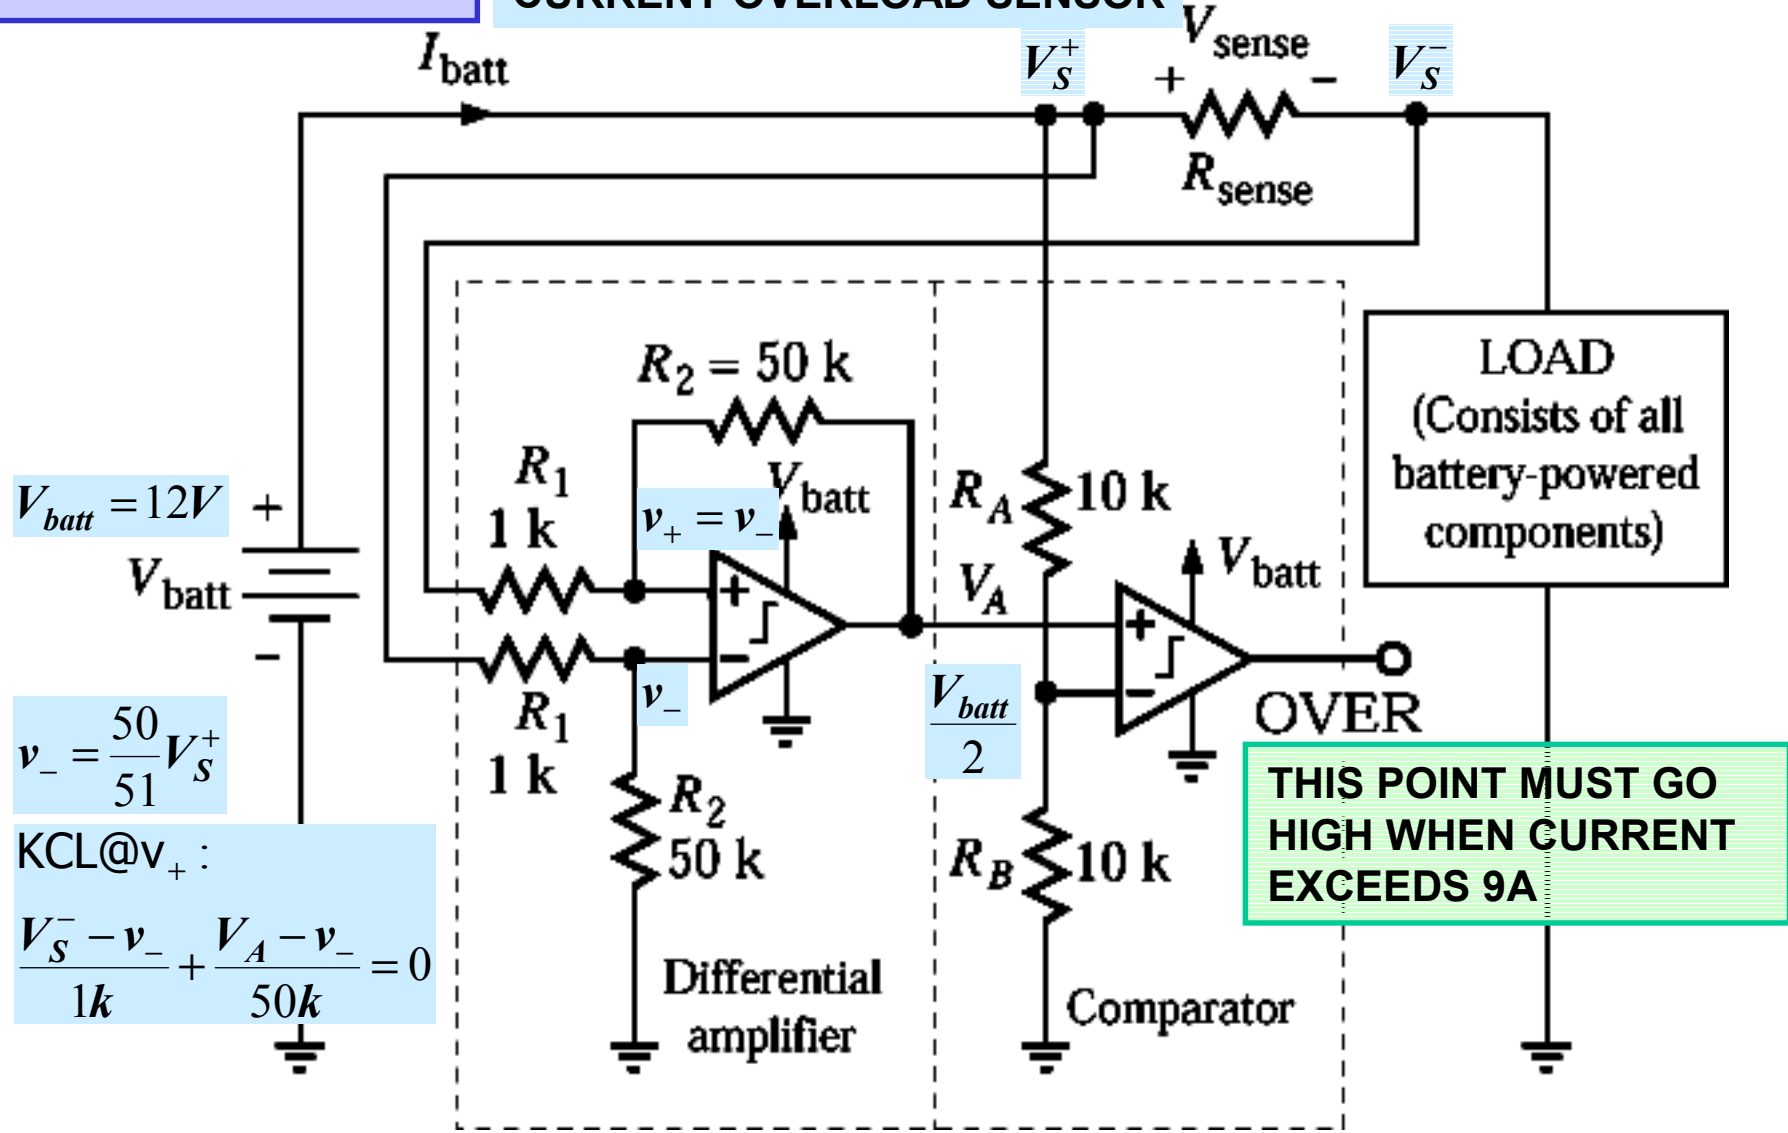 CURRENT OVERLOAD SENSOR
I_batt
V_S^+
V_sense
+ −
V_S^−
R_sense
R_2 = 50 k
LOAD
(Consists of all
battery-powered
components)
R_1
1 k
V_batt
v_+ = v_−
R_A
10 k
V_batt = 12V
+
V_batt
−
+
−
V_A
V_batt
+
−
v_−
R_1
1 k
V_batt / 2
OVER
v_− = 50/51 V_S^+
R_2
50 k
THIS POINT MUST GO
HIGH WHEN CURRENT
EXCEEDS 9A
KCL@v_+ :
R_B
10 k
(V_S^− − v_−)/1k + (V_A − v_−)/50k = 0
Differential
amplifier
Comparator